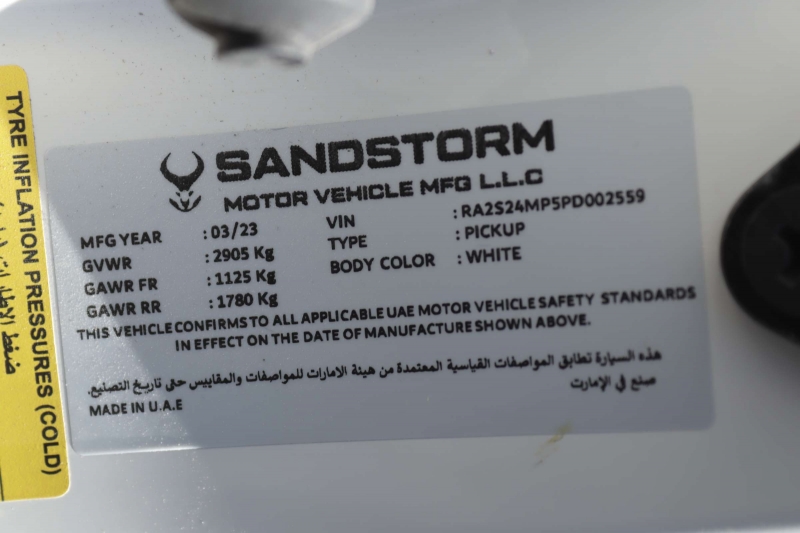 SANDSTORM
MOTOR VEHICLE MFG L.L.C
MFG YEAR : 03/23
GVWR : 2905 Kg
GAWR FR : 1125 Kg
GAWR RR : 1780 Kg
VIN : RA2S24MP5PD002559
TYPE : PICKUP
BODY COLOR : WHITE
THIS VEHICLE CONFIRMS TO ALL APPLICABLE UAE MOTOR VEHICLE SAFETY STANDARDS
IN EFFECT ON THE DATE OF MANUFACTURE SHOWN ABOVE.
هذه السيارة تطابق المواصفات القياسية المعتمدة من هيئة الامارات للمواصفات والمقاييس حتى تاريخ التصنيع.
صنع في الإمارت
MADE IN U.A.E
TYRE INFLATION PRESSURES (COLD)
ضغط الإطارات